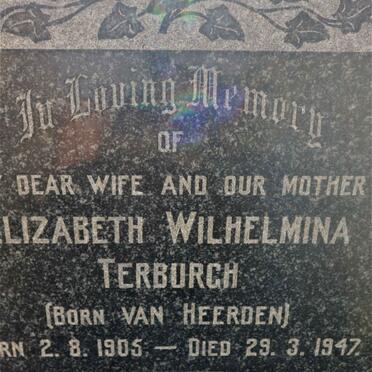 In Loving Memory
OF
DEAR WIFE AND OUR MOTHER
LIZABETH WILHELMINA
TERBURGH
(BORN VAN HEERDEN)
RN 2.8.1905 — DIED 29.3.1947.